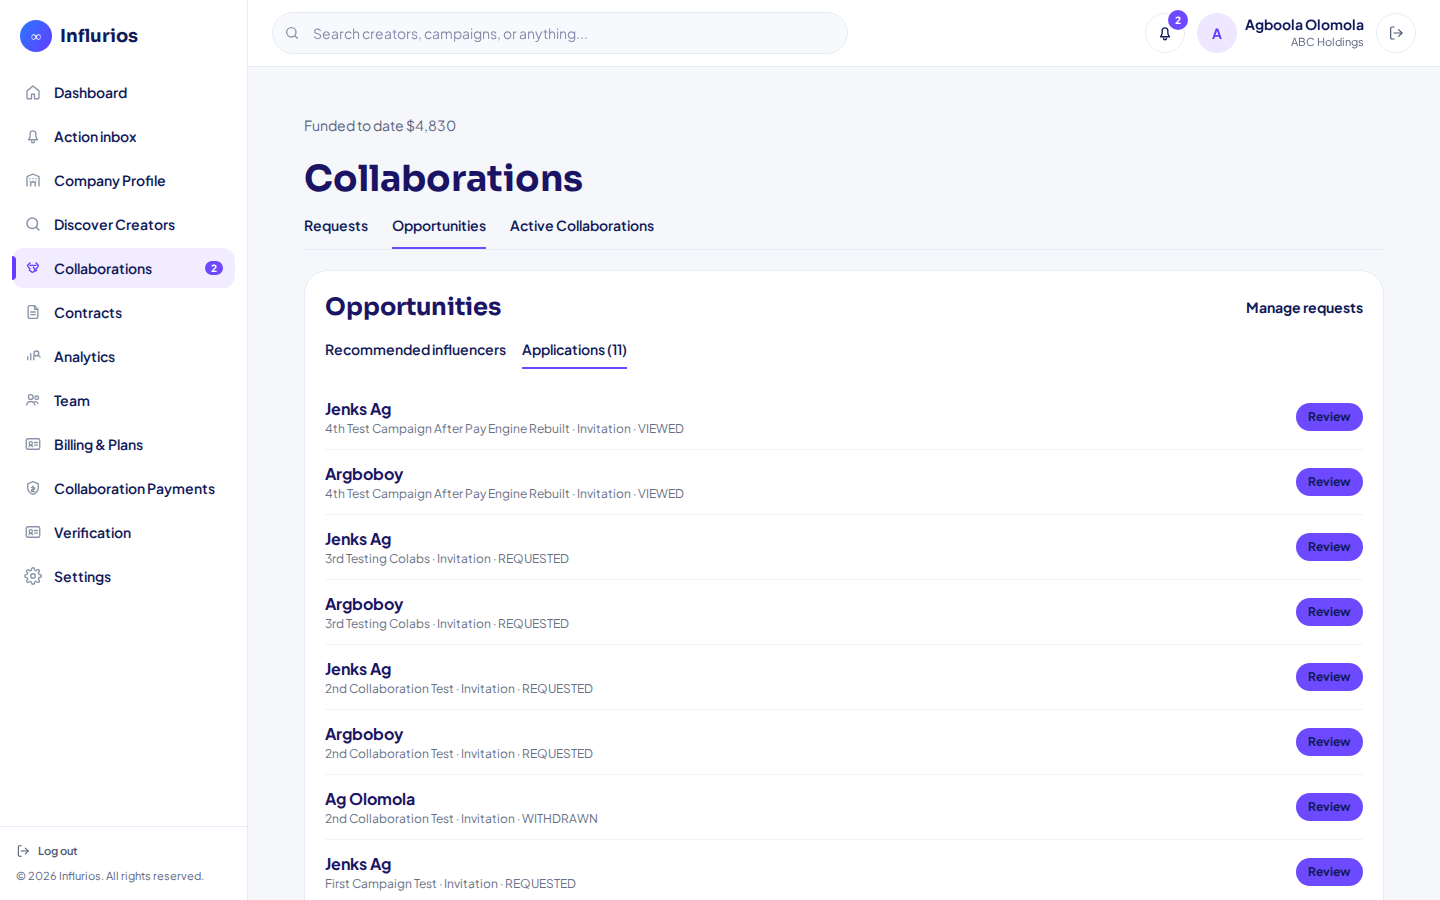 Influrios
Search creators, campaigns, or anything...
2
A
Agboola Olomola
ABC Holdings
Dashboard
Action inbox
Company Profile
Discover Creators
Collaborations
2
Contracts
Analytics
Team
Billing & Plans
Collaboration Payments
Verification
Settings
Log out
© 2026 Influrios. All rights reserved.
Funded to date $4,830
Collaborations
Requests
Opportunities
Active Collaborations
Opportunities
Manage requests
Recommended influencers
Applications (11)
Jenks Ag
4th Test Campaign After Pay Engine Rebuilt · Invitation · VIEWED
Review
Argboboy
4th Test Campaign After Pay Engine Rebuilt · Invitation · VIEWED
Review
Jenks Ag
3rd Testing Colabs · Invitation · REQUESTED
Review
Argboboy
3rd Testing Colabs · Invitation · REQUESTED
Review
Jenks Ag
2nd Collaboration Test · Invitation · REQUESTED
Review
Argboboy
2nd Collaboration Test · Invitation · REQUESTED
Review
Ag Olomola
2nd Collaboration Test · Invitation · WITHDRAWN
Review
Jenks Ag
First Campaign Test · Invitation · REQUESTED
Review